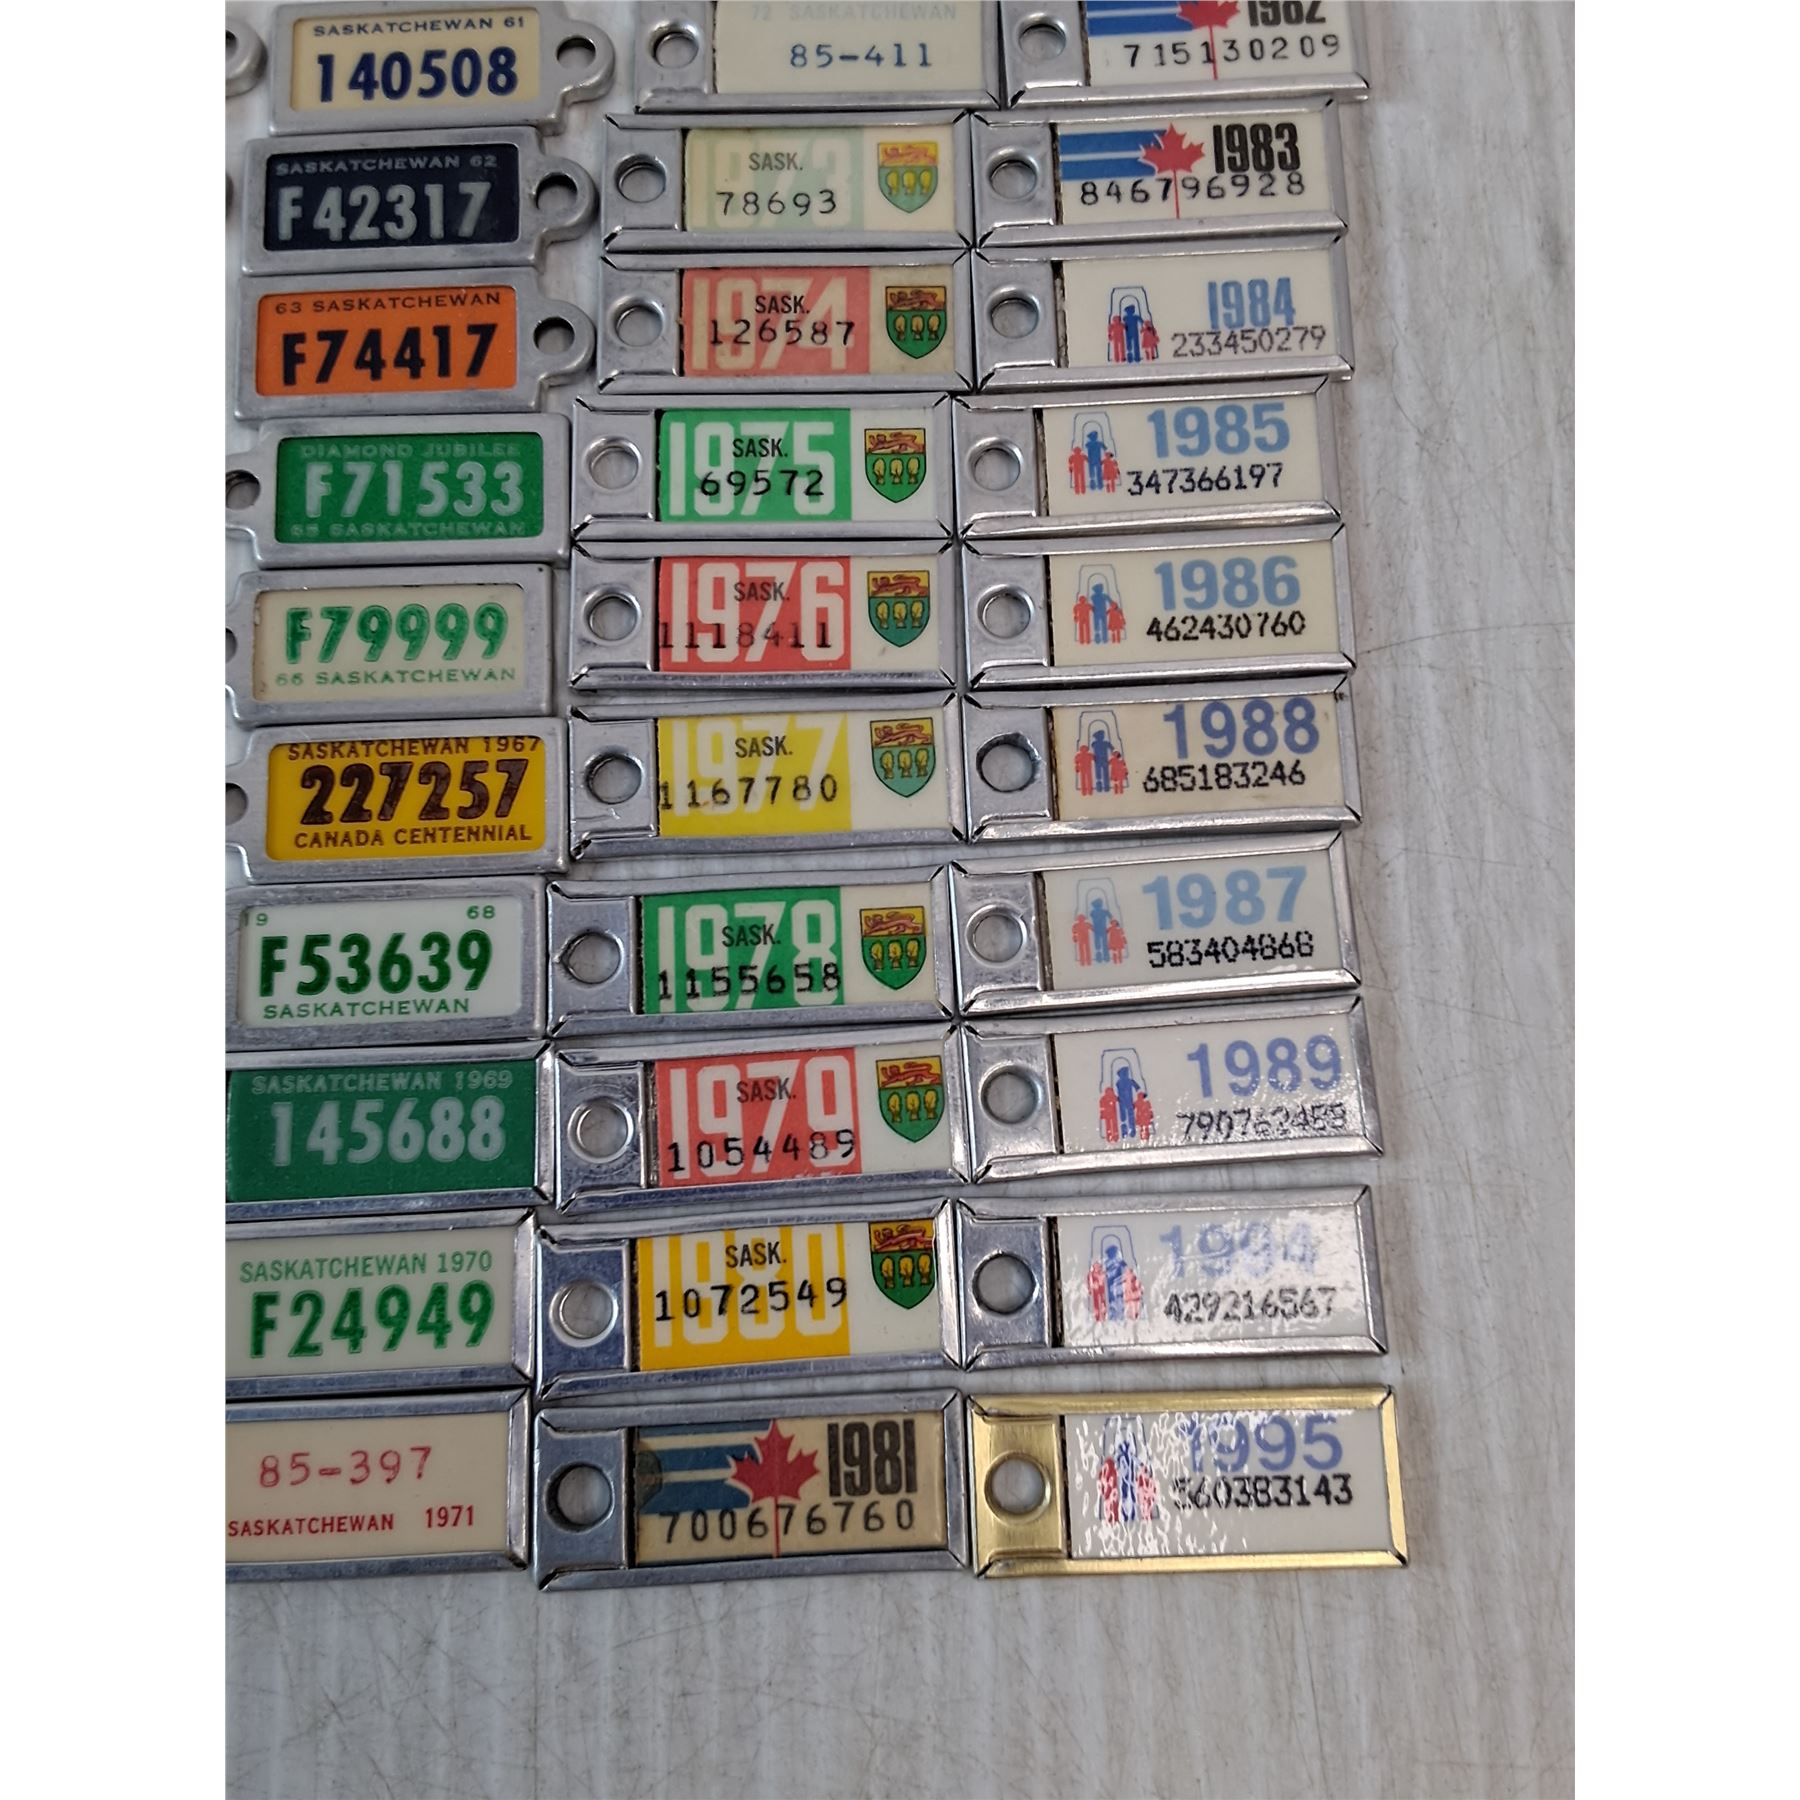 SASKATCHEWAN 61
140508
SASKATCHEWAN 62
F42317
63 SASKATCHEWAN
F74417
DIAMOND JUBILEE
F71533
65 SASKATCHEWAN
F79999
66 SASKATCHEWAN
SASKATCHEWAN 1967
227257
CANADA CENTENNIAL
19 68
F53639
SASKATCHEWAN
SASKATCHEWAN 1969
145688
SASKATCHEWAN 1970
F24949
85-397
SASKATCHEWAN 1971
72 SASKATCHEWAN
85-411
1973
SASK.
78693
1974
SASK.
126587
1975
SASK.
69572
1976
SASK.
1118411
1977
SASK.
1167780
1978
SASK.
1155658
1979
SASK.
1054489
1980
SASK.
1072549
1981
700676760
1982
715130209
1983
846796928
1984
233450279
1985
347366197
1986
462430760
1988
685183246
1987
583404868
1989
1994
429216567
1995
560383143